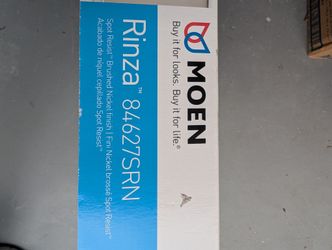 MOEN
Buy it for looks. Buy it for life.®
Rinza™ 84627SRN
Spot Resist™ Brushed Nickel finish | Fini Nickel brossé Spot Resist™
Acabado de níquel cepillado Spot Resist™